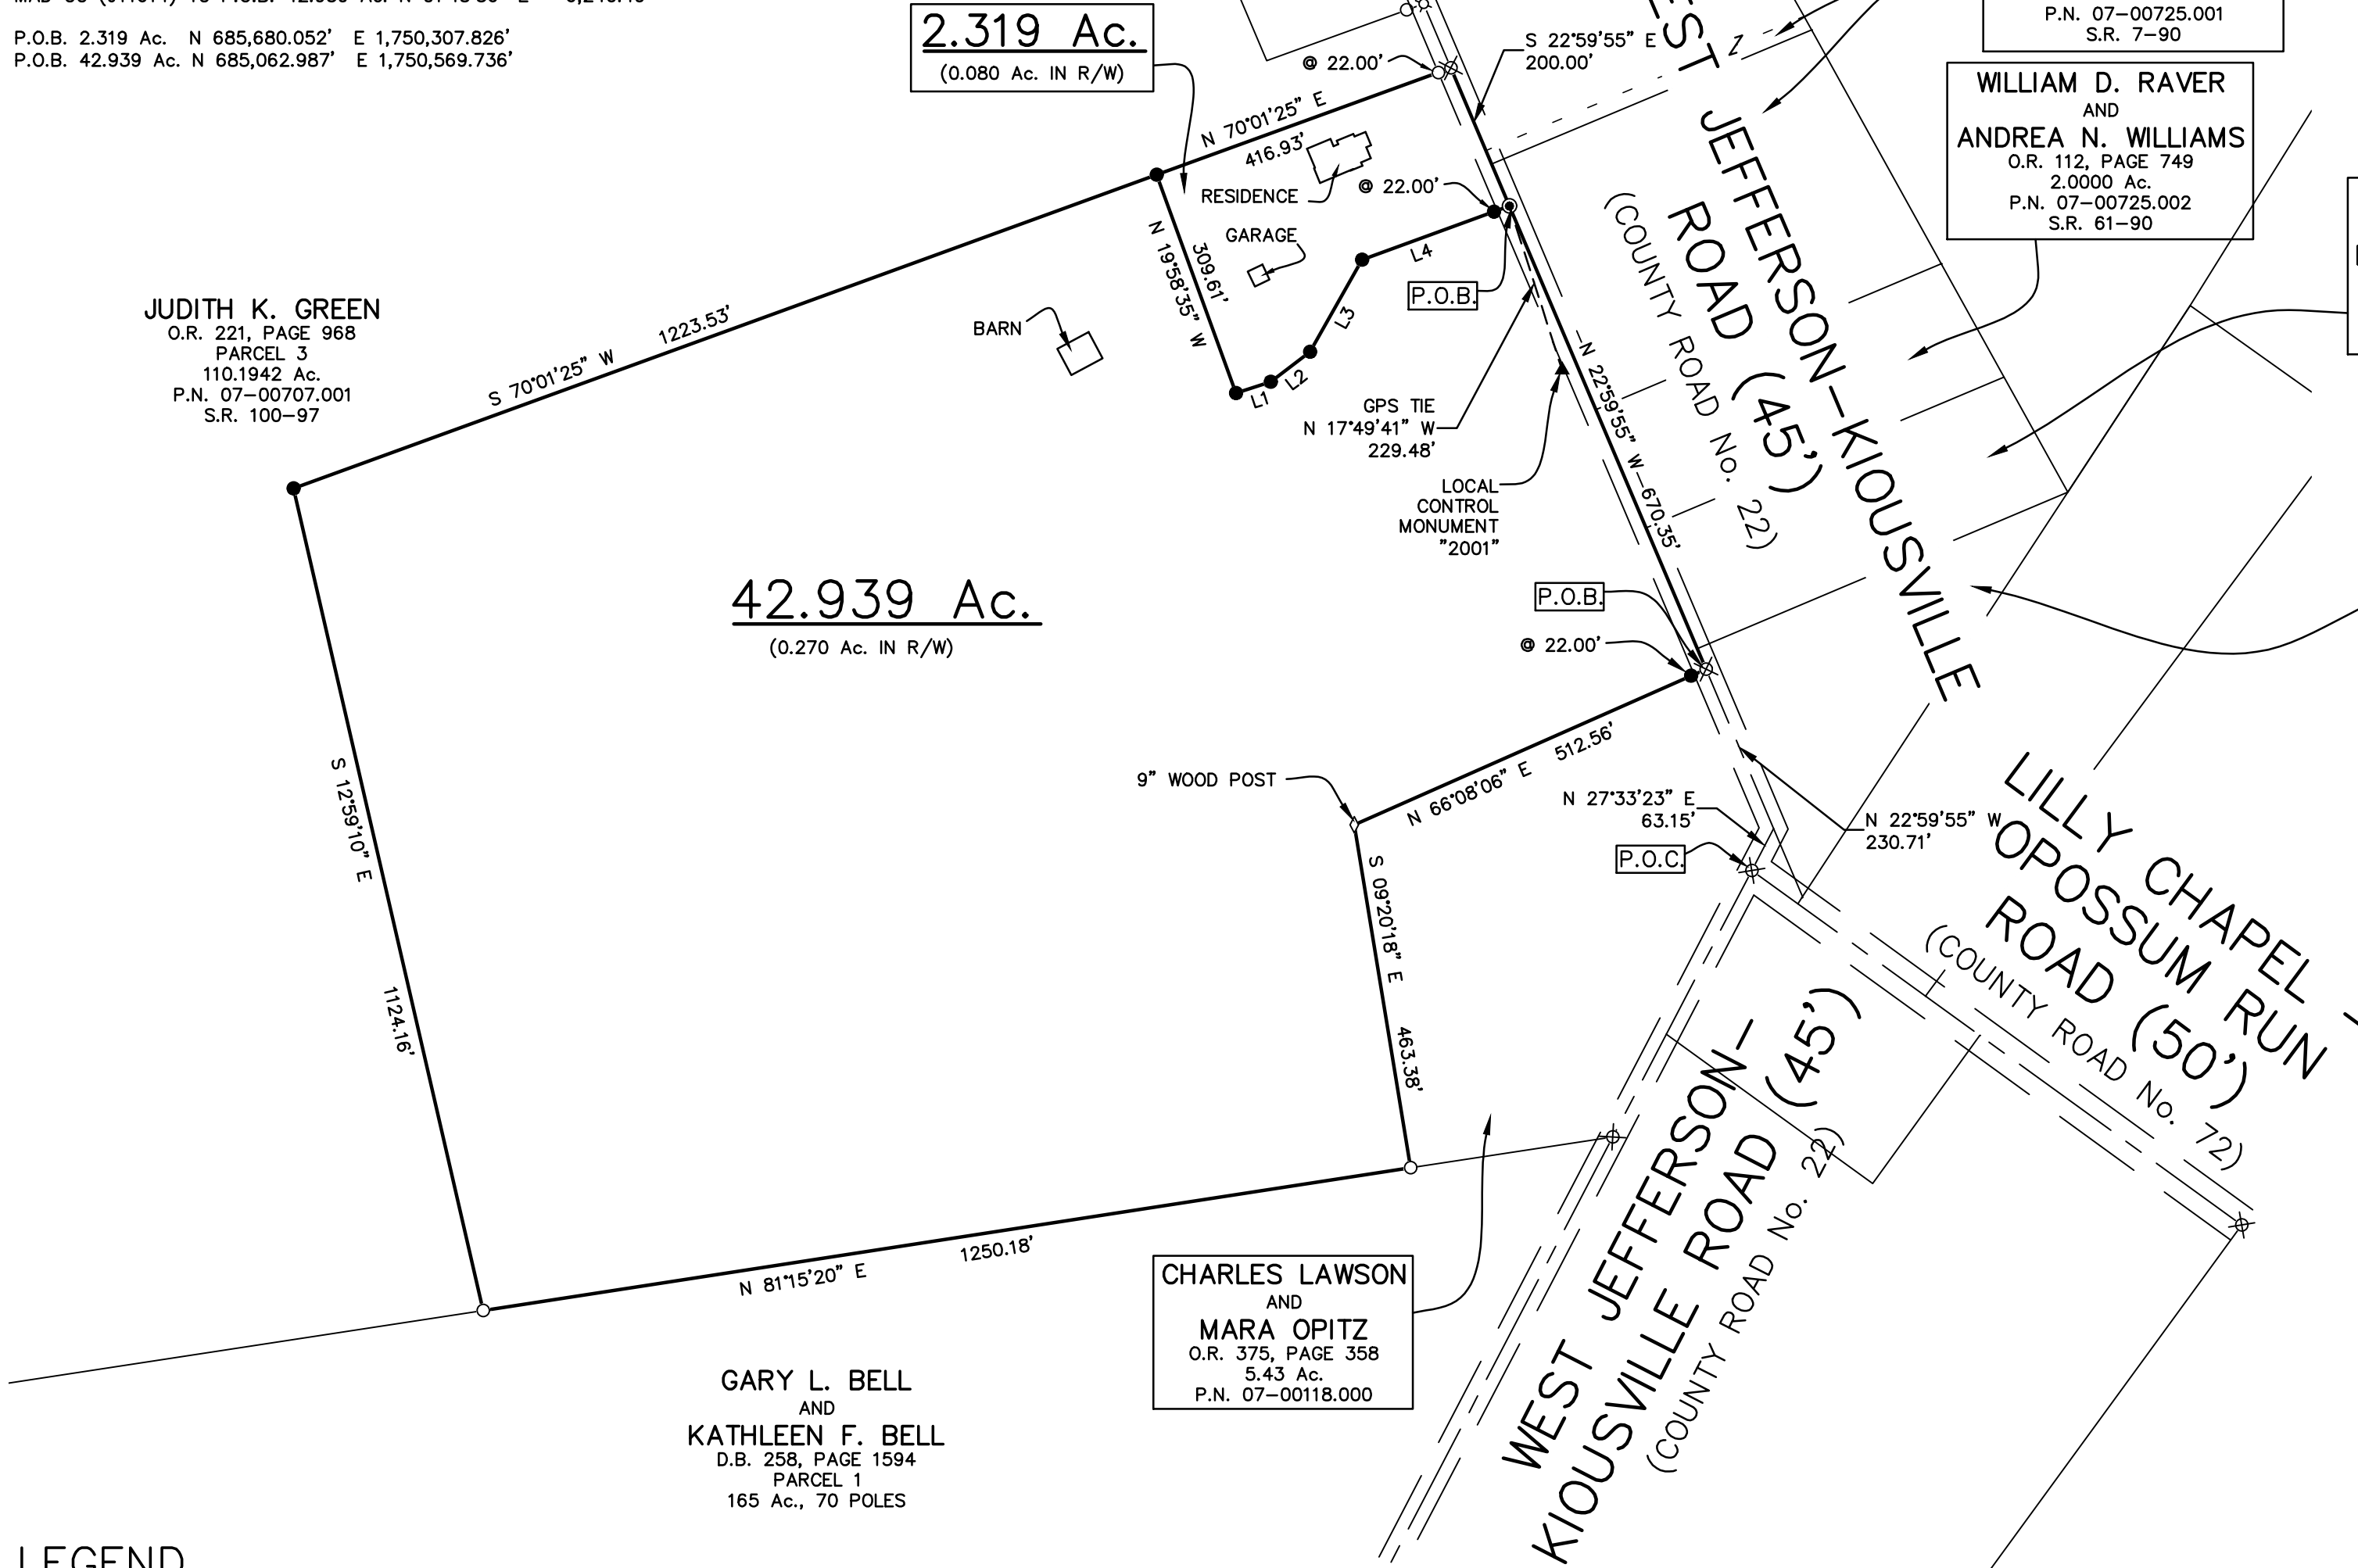 P.O.B. 2.319 Ac. N 685,680.052' E 1,750,307.826'
P.O.B. 42.939 Ac. N 685,062.987' E 1,750,569.736'
2.319 Ac.
(0.080 Ac. IN R/W)
@ 22.00'
S 22°59'55" E
200.00'
P.N. 07-00725.001
S.R. 7-90
WILLIAM D. RAVER
AND
ANDREA N. WILLIAMS
O.R. 112, PAGE 749
2.0000 Ac.
P.N. 07-00725.002
S.R. 61-90
N 70°01'25" E
416.93'
RESIDENCE
@ 22.00'
GARAGE
N 19°58'35" W
309.61'
L4
L3
L2
L1
P.O.B.
BARN
JUDITH K. GREEN
O.R. 221, PAGE 968
PARCEL 3
110.1942 Ac.
P.N. 07-00707.001
S.R. 100-97
S 70°01'25" W
1223.53'
GPS TIE
N 17°49'41" W
229.48'
N 22°59'55" W
670.35'
LOCAL
CONTROL
MONUMENT
"2001"
JEFFERSON-KIOUSVILLE
ROAD (45')
(COUNTY ROAD No. 22)
42.939 Ac.
(0.270 Ac. IN R/W)
P.O.B.
@ 22.00'
N 66°08'06" E
512.56'
9" WOOD POST
N 27°33'23" E
63.15'
N 22°59'55" W
230.71'
P.O.C.
S 12°59'10" E
1124.16'
S 09°20'18" E
463.38'
LILLY CHAPEL -
OPOSSUM RUN
ROAD (50')
(COUNTY ROAD No. 72)
N 81°15'20" E
1250.18'
CHARLES LAWSON
AND
MARA OPITZ
O.R. 375, PAGE 358
5.43 Ac.
P.N. 07-00118.000
WEST JEFFERSON-
KIOUSVILLE ROAD (45')
(COUNTY ROAD No. 22)
GARY L. BELL
AND
KATHLEEN F. BELL
D.B. 258, PAGE 1594
PARCEL 1
165 Ac., 70 POLES
LEGEND